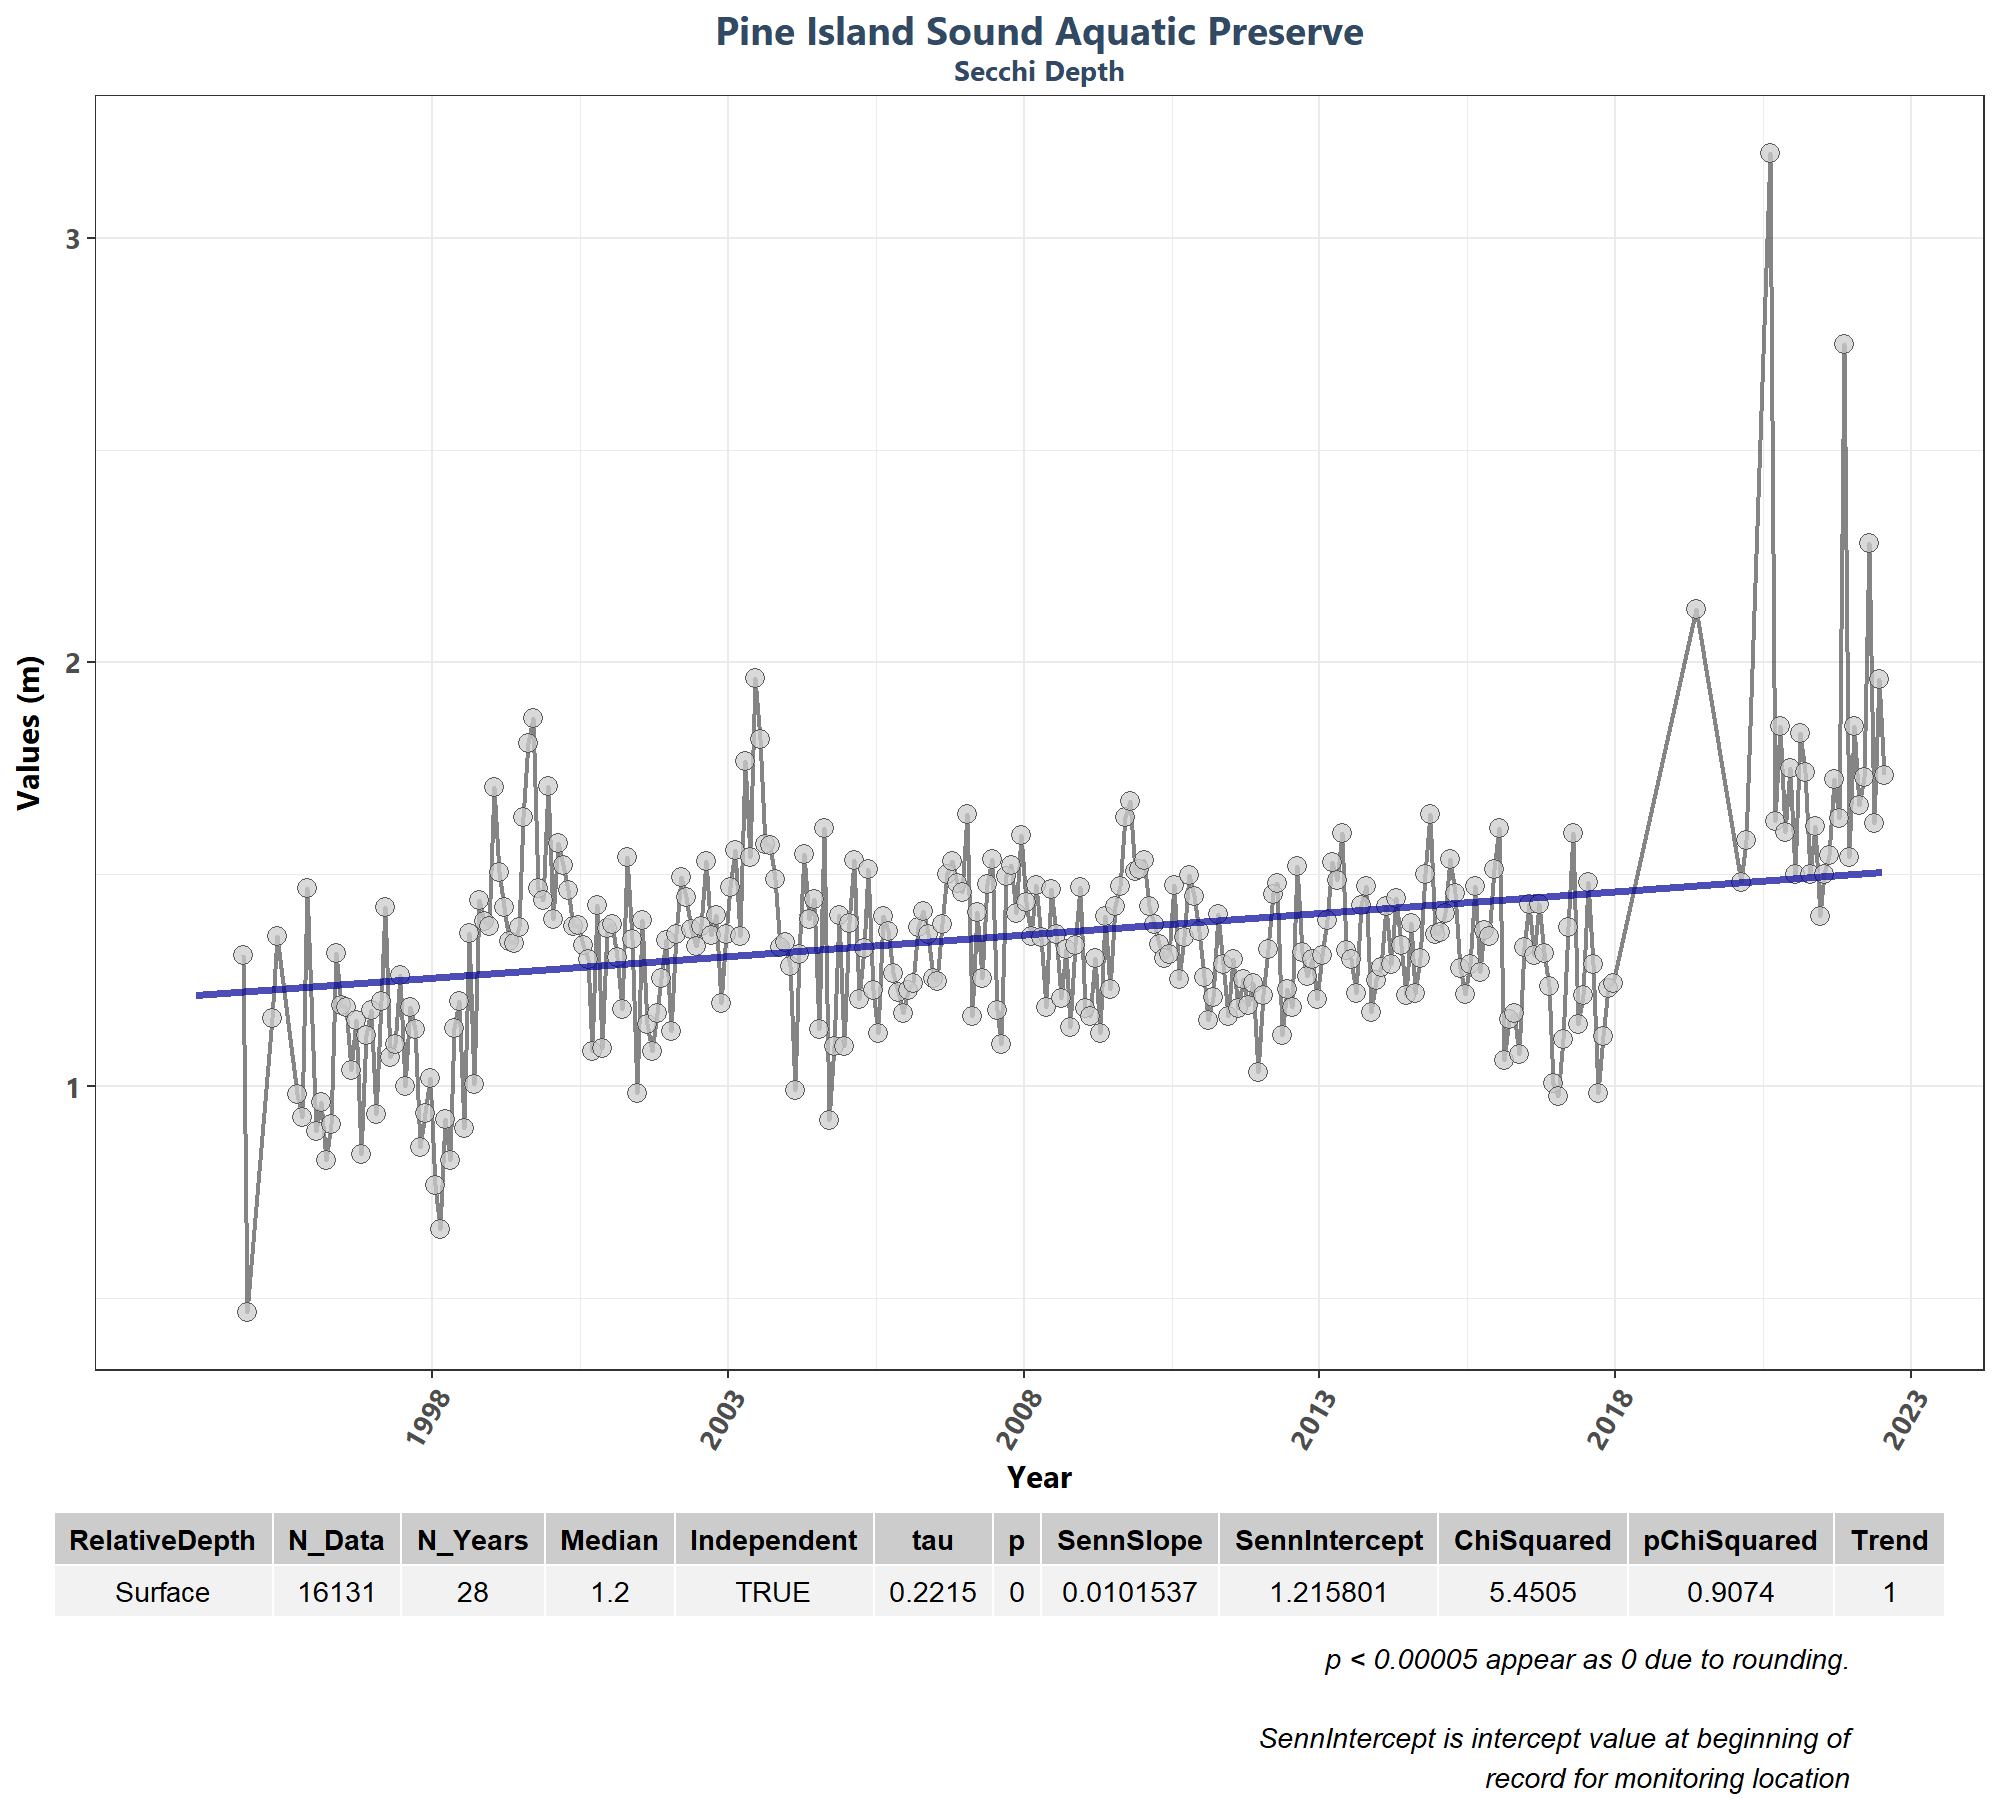 Pine Island Sound Aquatic Preserve
Secchi Depth
Values (m)
3
2
1
1998
2003
2008
2013
2018
2023
Year
RelativeDepth N_Data N_Years Median Independent tau p SennSlope SennIntercept ChiSquared pChiSquared Trend
Surface 16131 28 1.2 TRUE 0.2215 0 0.0101537 1.215801 5.4505 0.9074 1
p < 0.00005 appear as 0 due to rounding.
SennIntercept is intercept value at beginning of
record for monitoring location